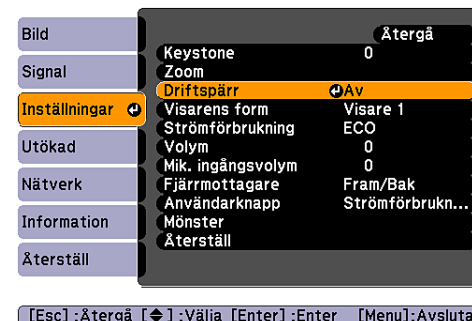 Bild
Signal
Inställningar
Utökad
Nätverk
Information
Återställ
Återgå
Keystone 0
Zoom
Driftspärr Av
Visarens form Visare 1
Strömförbrukning ECO
Volym 0
Mik. ingångsvolym 0
Fjärrmottagare Fram/Bak
Användarknapp Strömförbrukn...
Mönster
Återställ
[Esc] :Återgå [◆] :Välja [Enter] :Enter [Menu]:Avsluta